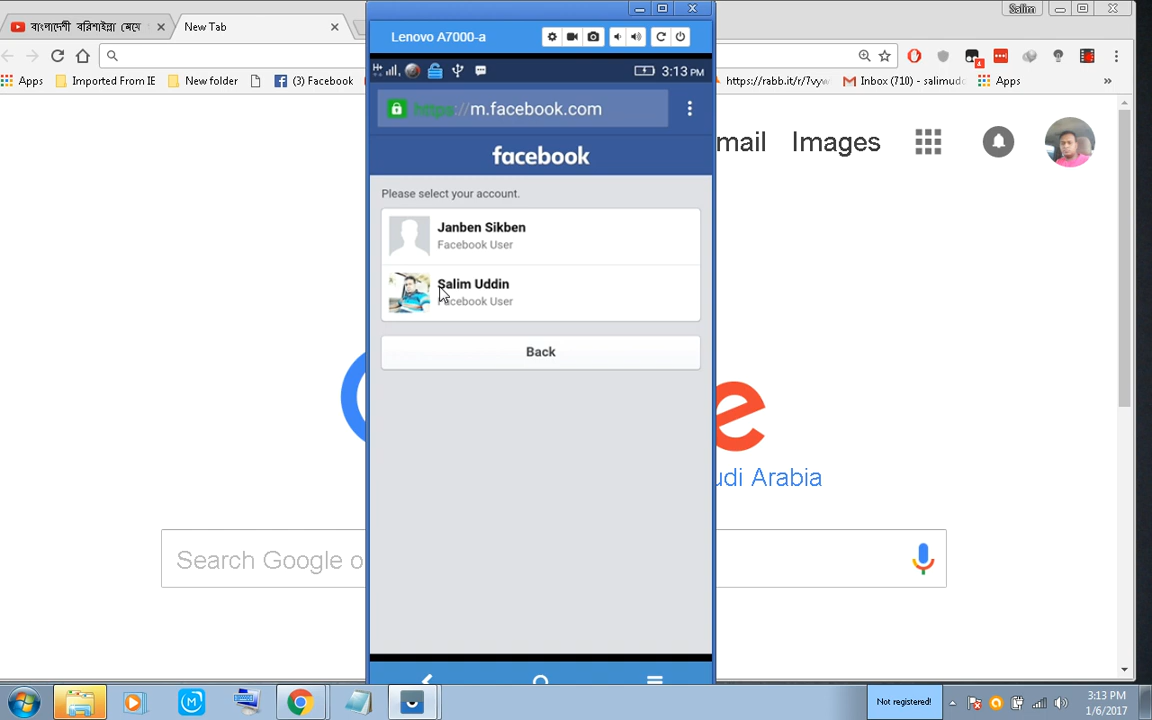 Lenovo A7000-a
Salim
বাংলাদেশী বরিশাইল্লা মেয়ে
New Tab
3:13 PM
https://m.facebook.com
Apps
Imported From IE
New folder
(3) Facebook
https://rabb.it/r/7vyw
Inbox (710) - salimudd
Apps
»
mail
Images
facebook
Please select your account.
Janben Sikben
Facebook User
Salim Uddin
Facebook User
Back
udi Arabia
Search Google o
Not registered!
3:13 PM
1/6/2017